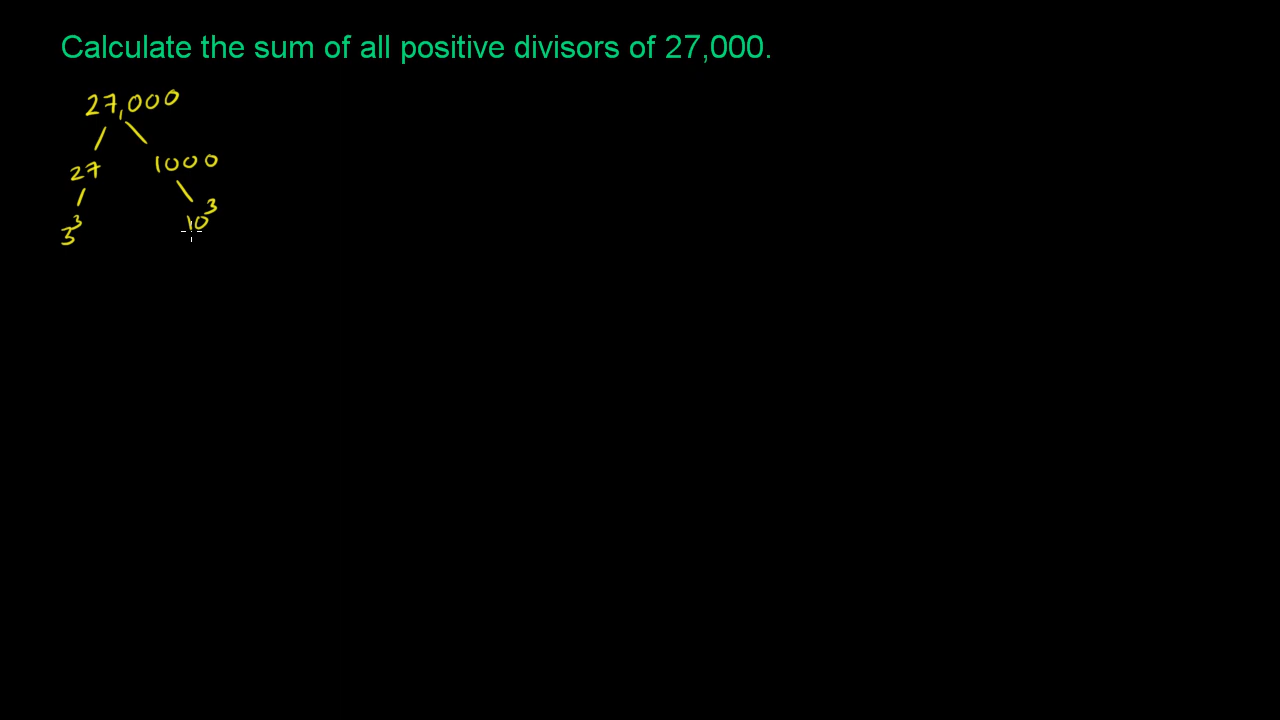 Calculate the sum of all positive divisors of 27,000.
27,000
27 1000
3³ 10³